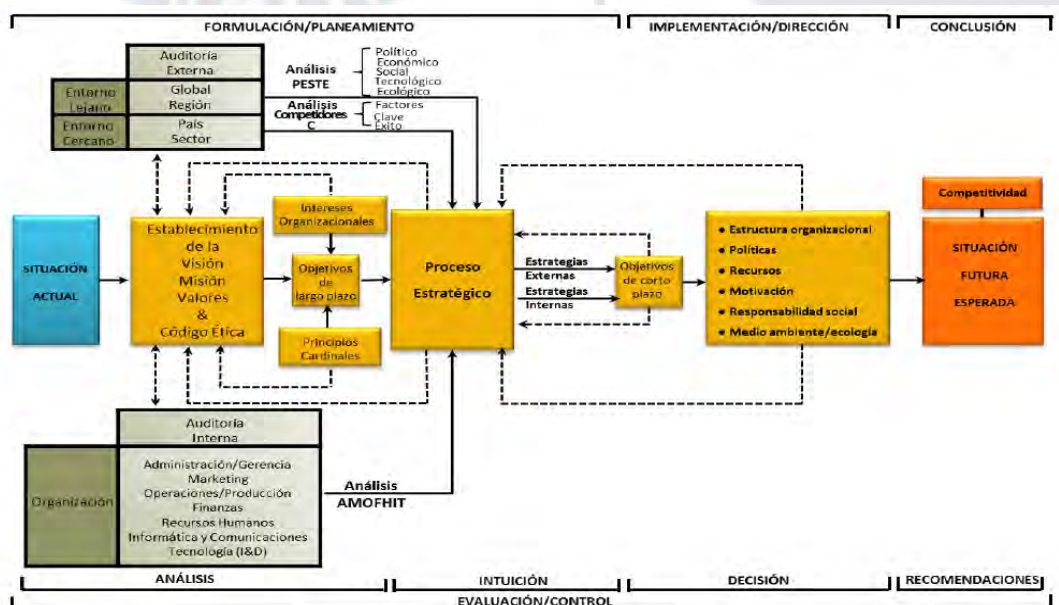 FORMULACIÓN/PLANEAMIENTO
IMPLEMENTACIÓN/DIRECCIÓN
CONCLUSIÓN
Auditoría
Externa
Entorno
Lejano
Global
Región
Entorno
Cercano
País
Sector
Análisis
PESTE
Político
Económico
Social
Tecnológico
Ecológico
Análisis
Competidores
C
Factores
Clave
Éxito
SITUACIÓN
ACTUAL
Establecimiento
de la
Visión
Misión
Valores
&
Código Ética
Intereses
Organizacionales
Objetivos
de
largo plazo
Principios
Cardinales
Proceso
Estratégico
Estrategias
Externas
Estrategias
Internas
Objetivos
de corto
plazo
• Estructura organizacional
• Políticas
• Recursos
• Motivación
• Responsabilidad social
• Medio ambiente/ecología
Competitividad
SITUACIÓN
FUTURA
ESPERADA
Auditoría
Interna
Organización
Administración/Gerencia
Marketing
Operaciones/Producción
Finanzas
Recursos Humanos
Informática y Comunicaciones
Tecnología (I&D)
Análisis
AMOFHIT
ANÁLISIS
INTUICIÓN
DECISIÓN
RECOMENDACIONES
EVALUACIÓN/CONTROL